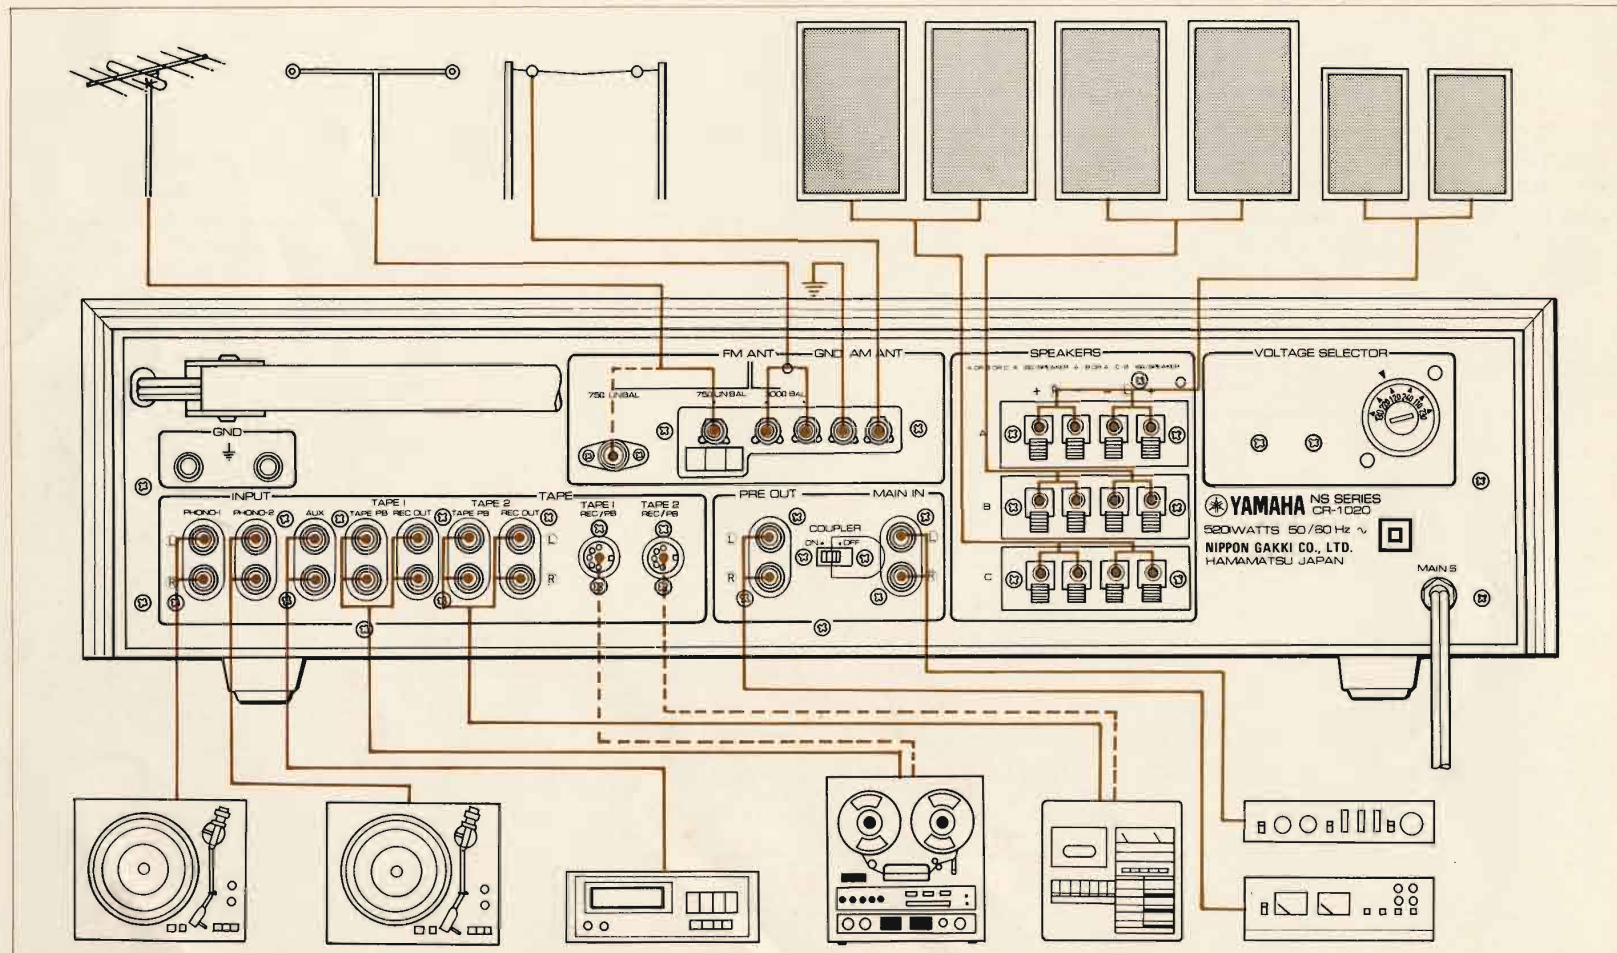 FM ANT
GND AM ANT
75Ω UNBAL
75Ω UNBAL
300Ω BAL
SPEAKERS
A
B
C
VOLTAGE SELECTOR
GND
INPUT
PHONO-1
PHONO-2
AUX
TAPE 1
TAPE PB
REC OUT
TAPE 2
TAPE PB
REC OUT
TAPE
TAPE 1
REC/PB
TAPE 2
REC/PB
L
R
L
R
PRE OUT
MAIN IN
COUPLER
ON
OFF
L
R
L
R
YAMAHA
NS SERIES
CR-1020
520WATTS 50/60 Hz ~
NIPPON GAKKI CO., LTD.
HAMAMATSU JAPAN
MAINS